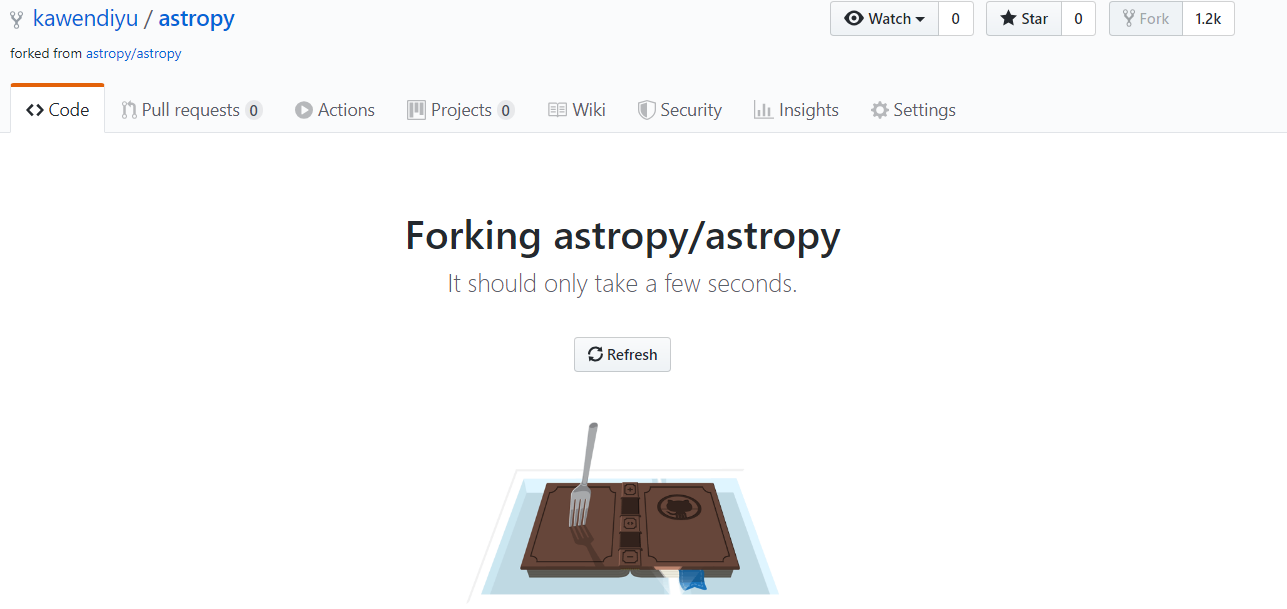 kawendiyu / astropy
Watch 0 Star 0 Fork 1.2k
forked from astropy/astropy
Code Pull requests 0 Actions Projects 0 Wiki Security Insights Settings
Forking astropy/astropy
It should only take a few seconds.
Refresh